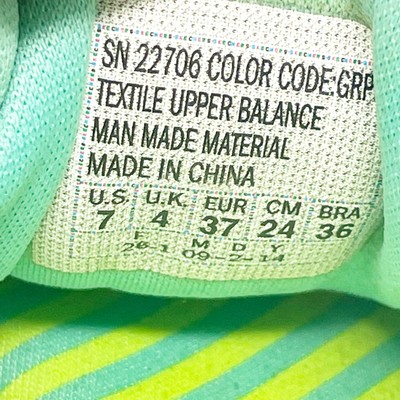 SN 22706 COLOR CODE:GRP
TEXTILE UPPER BALANCE
MAN MADE MATERIAL
MADE IN CHINA
U.S. U.K. EUR CM BRA
7 4 37 24 36
F M D Y
26-1 09-2-14